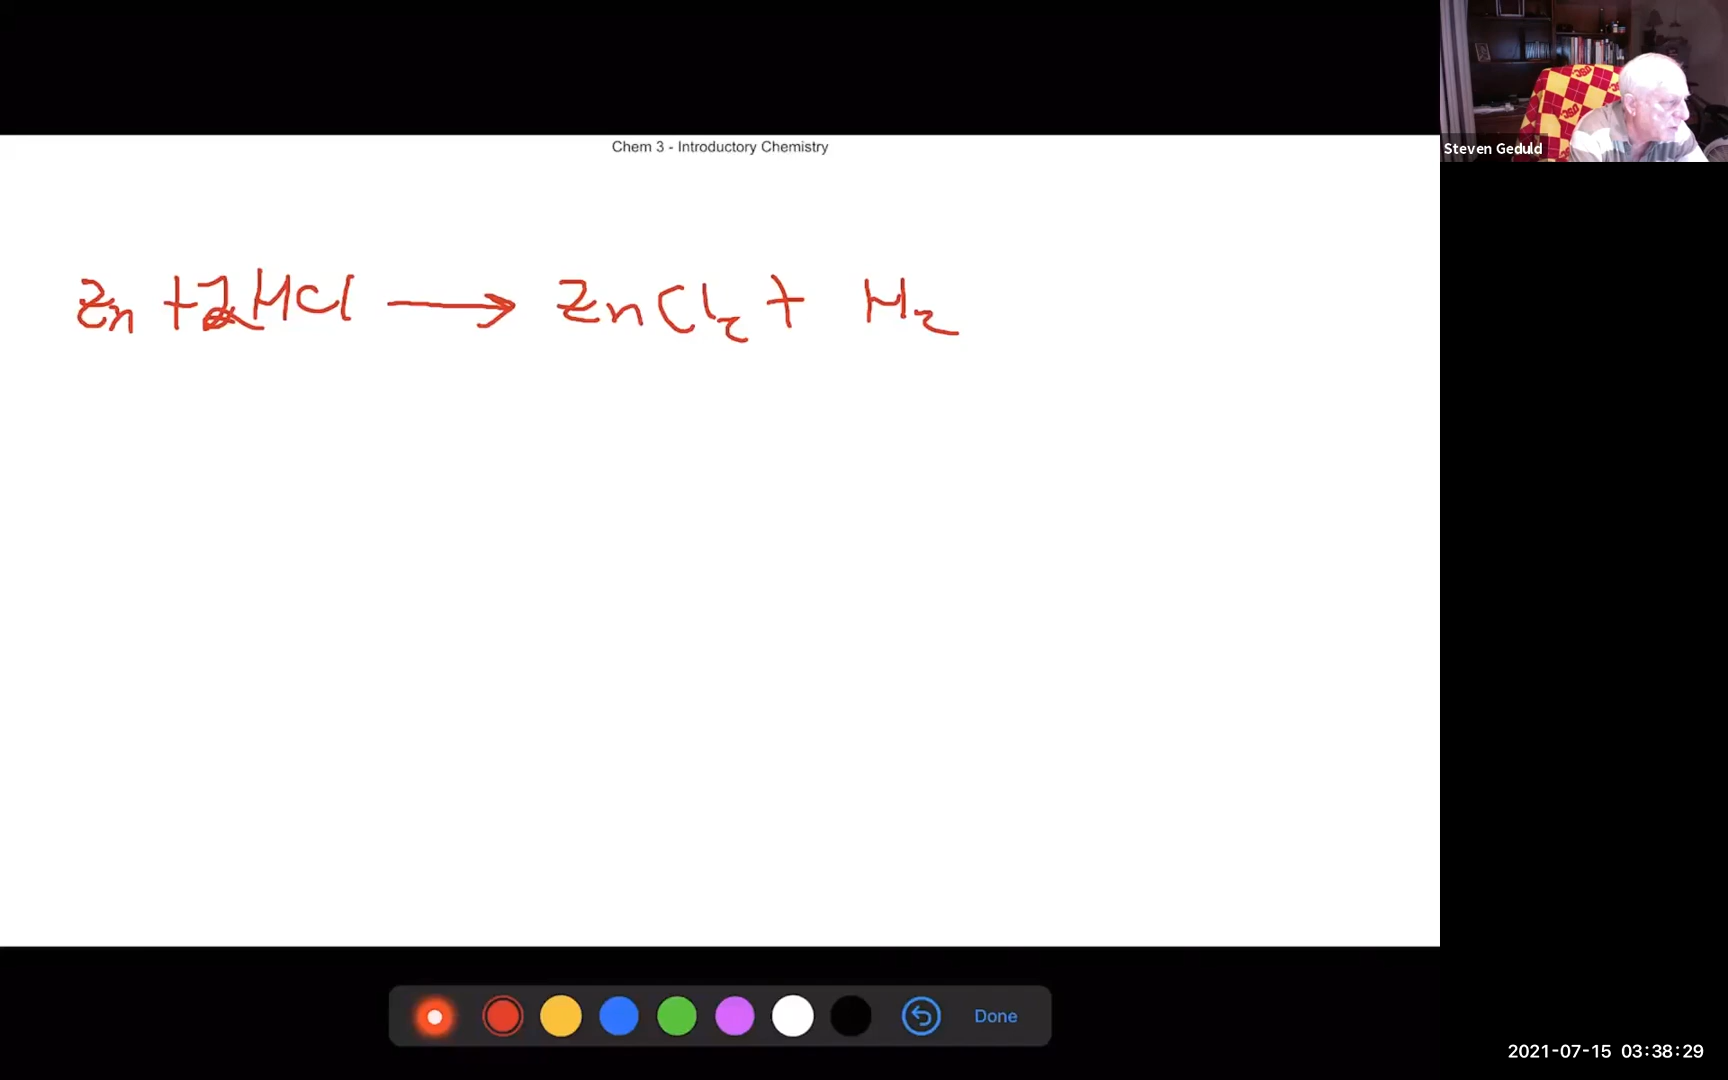 Chem 3 - Introductory Chemistry
Steven Geduld
Zn + 2HCl ⟶ ZnCl₂ + H₂
Done
2021-07-15 03:38:29